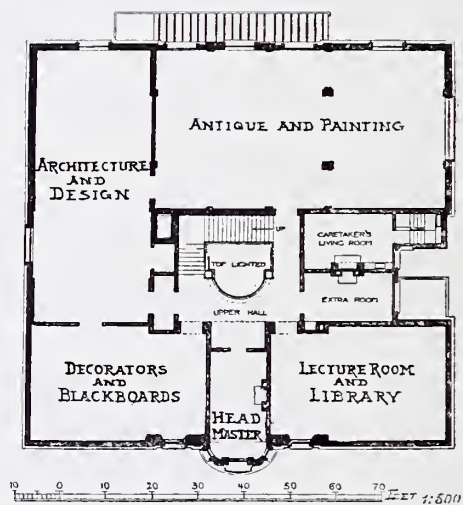 ANTIQUE AND PAINTING
ARCHITECTURE
AND
DESIGN
UP
CARETAKER'S
LIVING ROOM
TOP LIGHTED
EXTRA ROOM
UPPER HALL
DECORATORS
AND
BLACKBOARDS
HEAD
MASTER
LECTURE ROOM
AND
LIBRARY
10 0 10 20 30 40 50 60 70 FEET 1:500